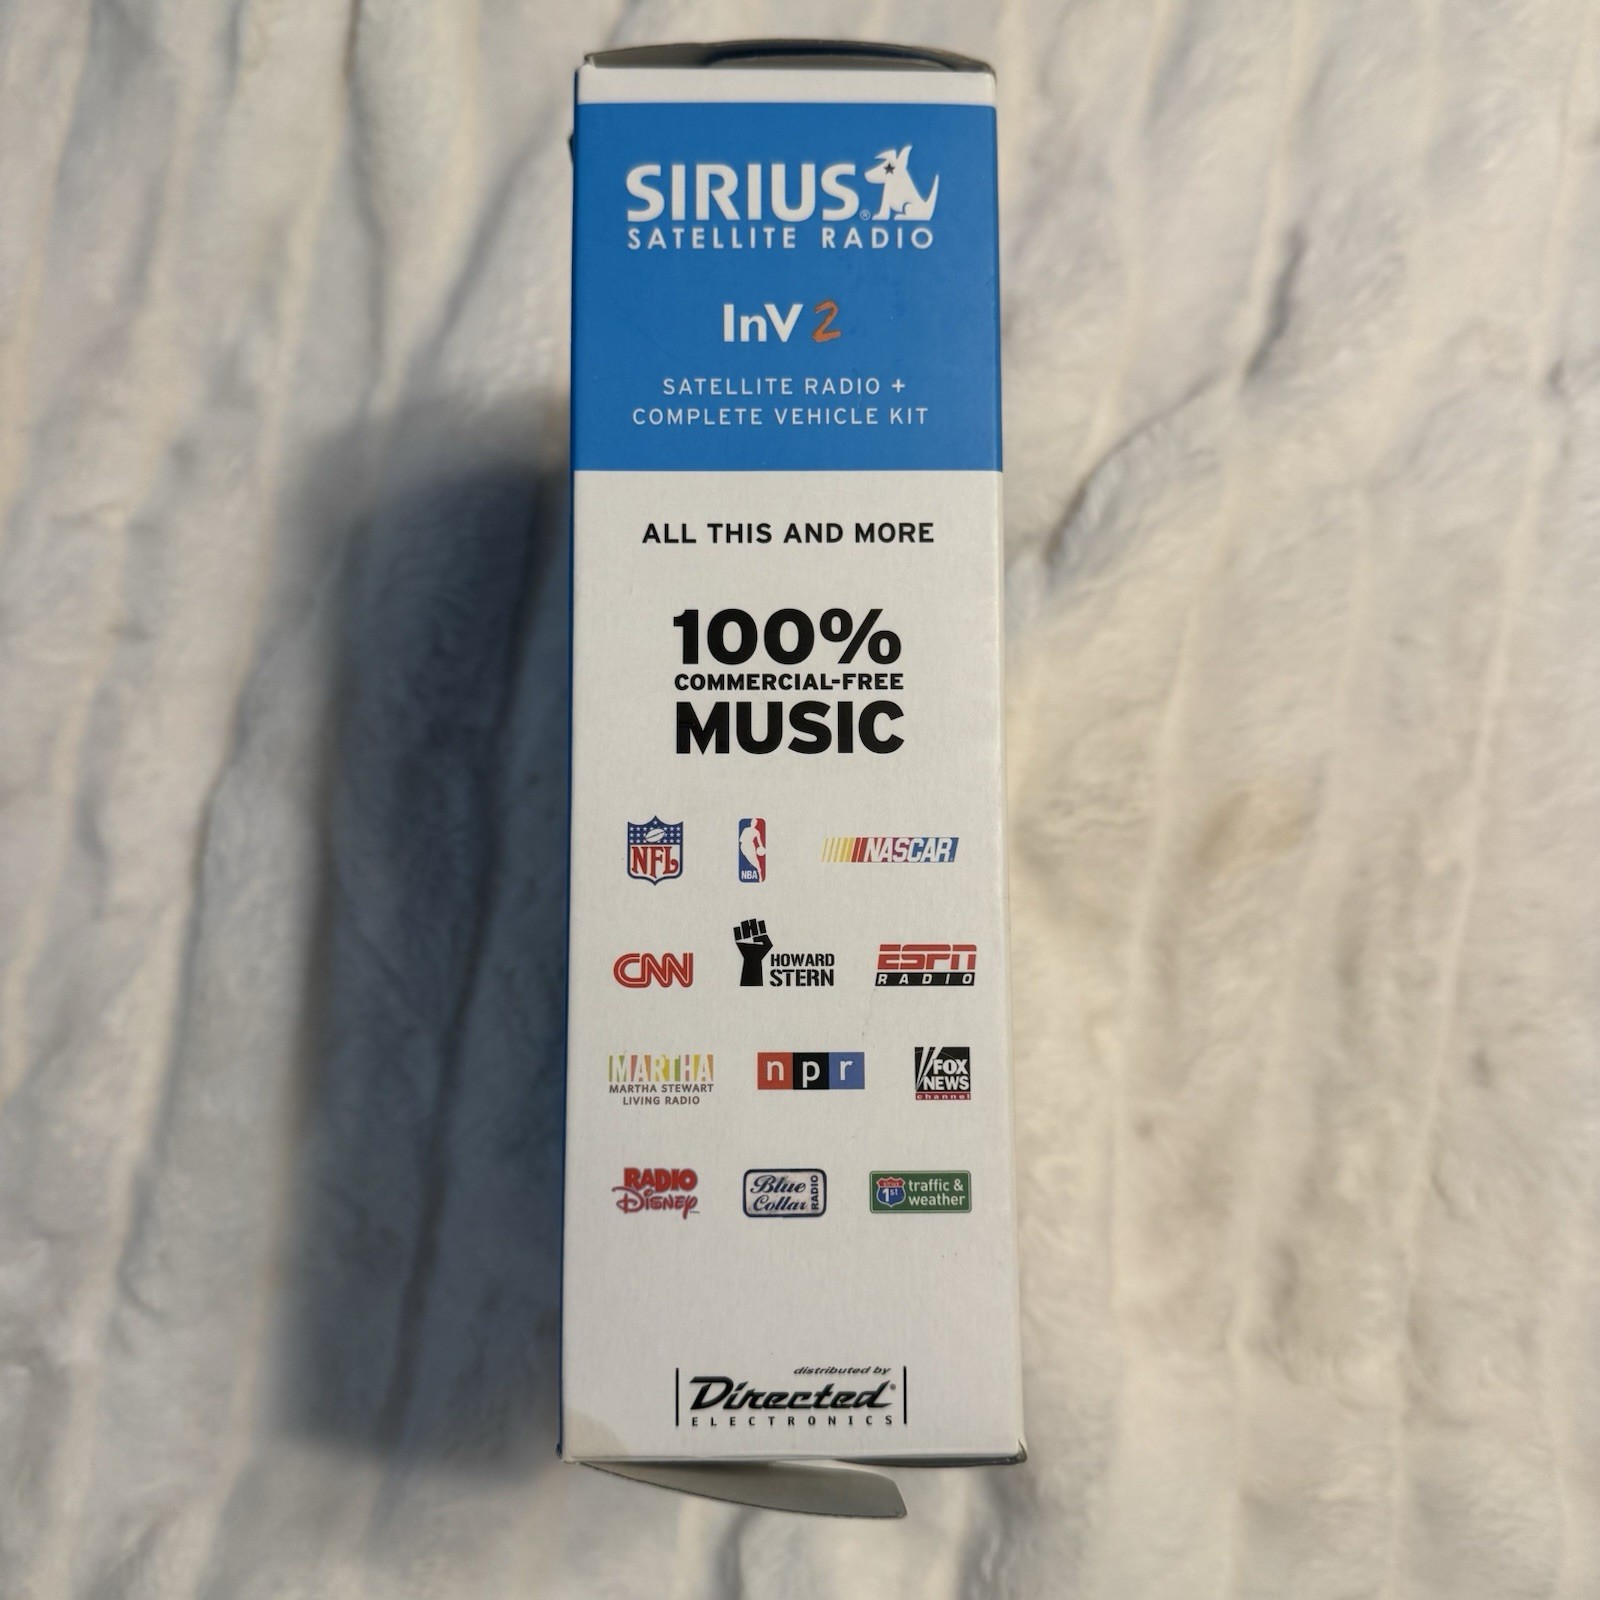 SIRIUS®
SATELLITE RADIO
InV 2
SATELLITE RADIO +
COMPLETE VEHICLE KIT
ALL THIS AND MORE
100%
COMMERCIAL-FREE
MUSIC
NFL NBA NASCAR
CNN HOWARD STERN ESPN RADIO
MARTHA
MARTHA STEWART
LIVING RADIO
npr
FOX
NEWS
channel
RADIO
DISNEY
Blue
Collar
RADIO
1st traffic &
weather
distributed by
Directed®
ELECTRONICS